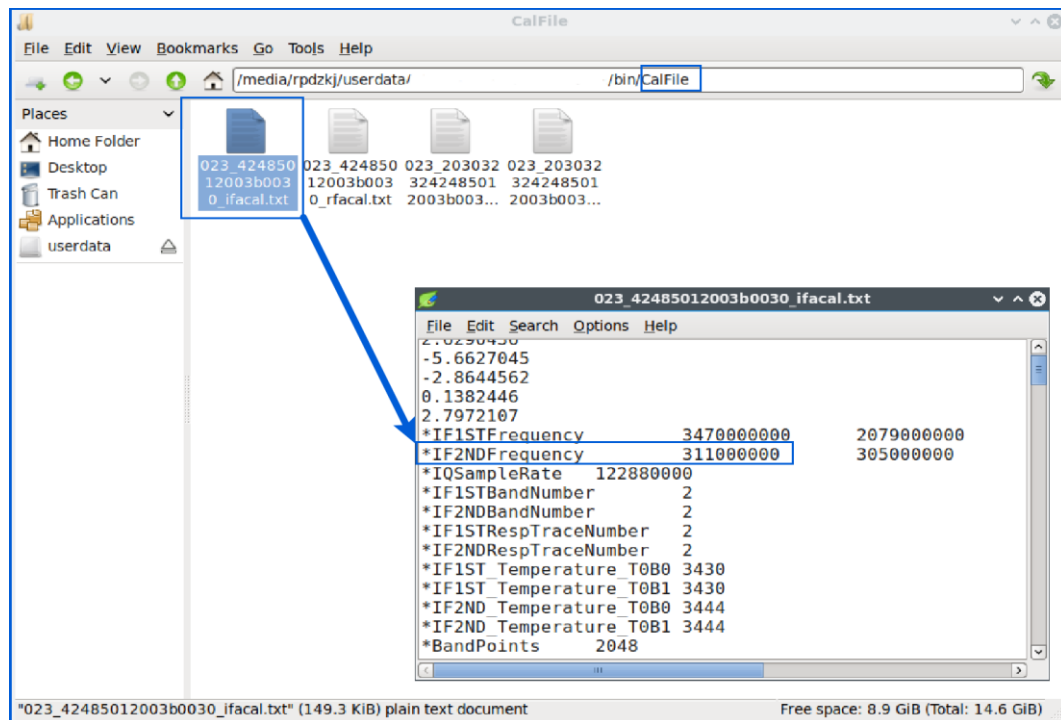 CalFile
File Edit View Bookmarks Go Tools Help
/media/rpdzkj/userdata/ /bin/CalFile
Places
Home Folder
Desktop
Trash Can
Applications
userdata
023_424850
12003b003
0_ifacal.txt
023_424850
12003b003
0_rfacal.txt
023_203032
324248501
2003b003...
023_203032
324248501
2003b003...
023_42485012003b0030_ifacal.txt
File Edit Search Options Help
-5.6627045
-2.8644562
0.1382446
2.7972107
*IF1STFrequency 3470000000 2079000000
*IF2NDFrequency 311000000 305000000
*IQSampleRate 122880000
*IF1STBandNumber 2
*IF2NDBandNumber 2
*IF1STRespTraceNumber 2
*IF2NDRespTraceNumber 2
*IF1ST_Temperature_T0B0 3430
*IF1ST_Temperature_T0B1 3430
*IF2ND_Temperature_T0B0 3444
*IF2ND_Temperature_T0B1 3444
*BandPoints 2048
"023_42485012003b0030_ifacal.txt" (149.3 KiB) plain text document
Free space: 8.9 GiB (Total: 14.6 GiB)